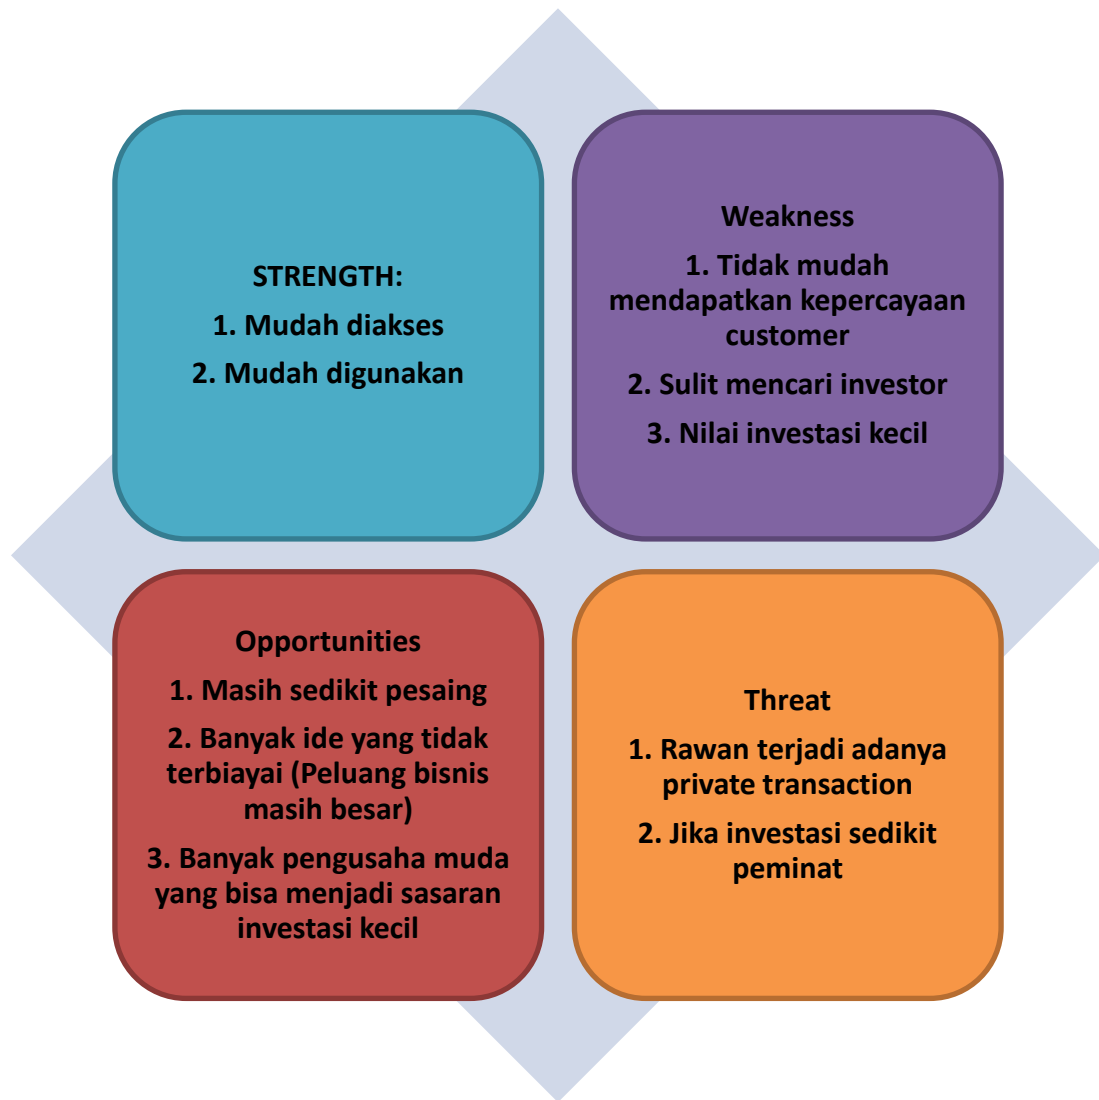 STRENGTH:
1. Mudah diakses
2. Mudah digunakan
Weakness
1. Tidak mudah
mendapatkan kepercayaan
customer
2. Sulit mencari investor
3. Nilai investasi kecil
Opportunities
1. Masih sedikit pesaing
2. Banyak ide yang tidak
terbiayai (Peluang bisnis
masih besar)
3. Banyak pengusaha muda
yang bisa menjadi sasaran
investasi kecil
Threat
1. Rawan terjadi adanya
private transaction
2. Jika investasi sedikit
peminat